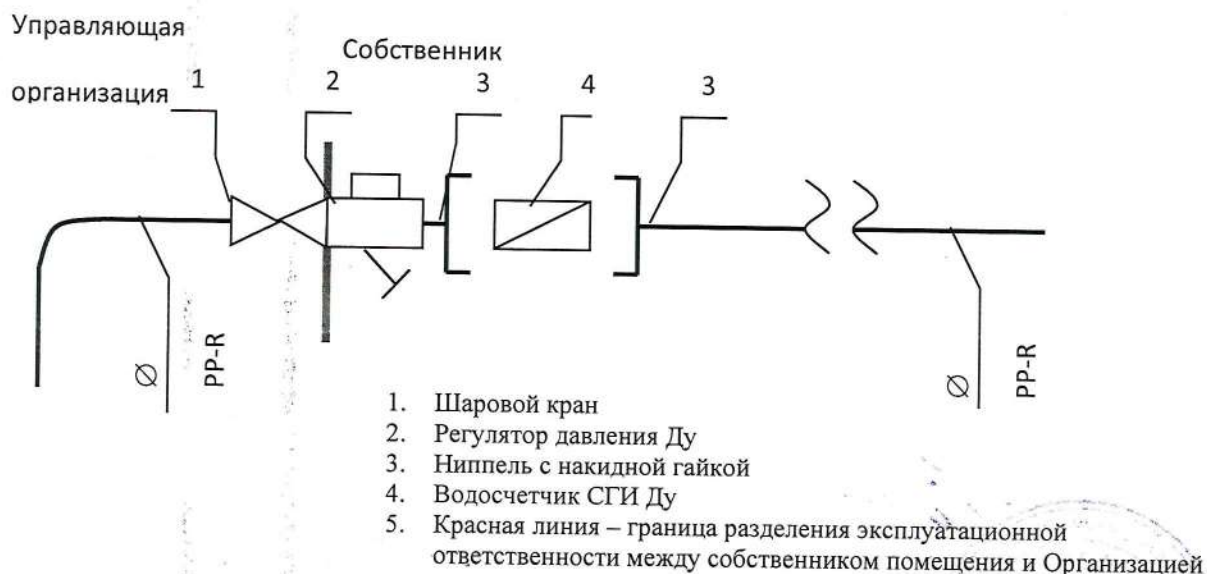 Управляющая
организация
Собственник
1
2
3
4
3
Ø
PP-R
Ø
PP-R
1. Шаровой кран
2. Регулятор давления Ду
3. Ниппель с накидной гайкой
4. Водосчетчик СГИ Ду
5. Красная линия – граница разделения эксплуатационной
ответственности между собственником помещения и Организацией